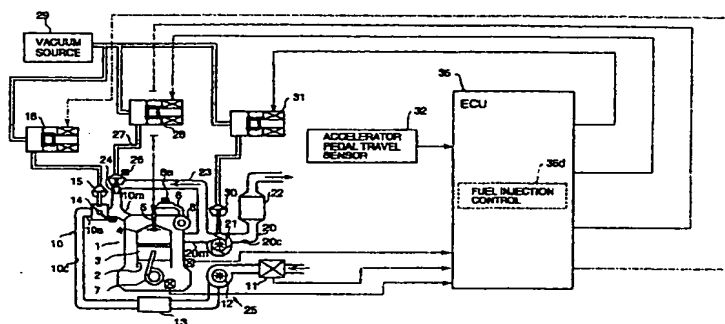 29
VACUUM
SOURCE
16
27
28
31
32
ACCELERATOR
PEDAL TRAVEL
SENSOR
35
ECU
35d
FUEL INJECTION
CONTROL
24
26
23
15
14
10m
6a
6
8
5
4
10a
30
21
22
20
20c
20m
10
1
3
2
10c
7
12
25
11
13